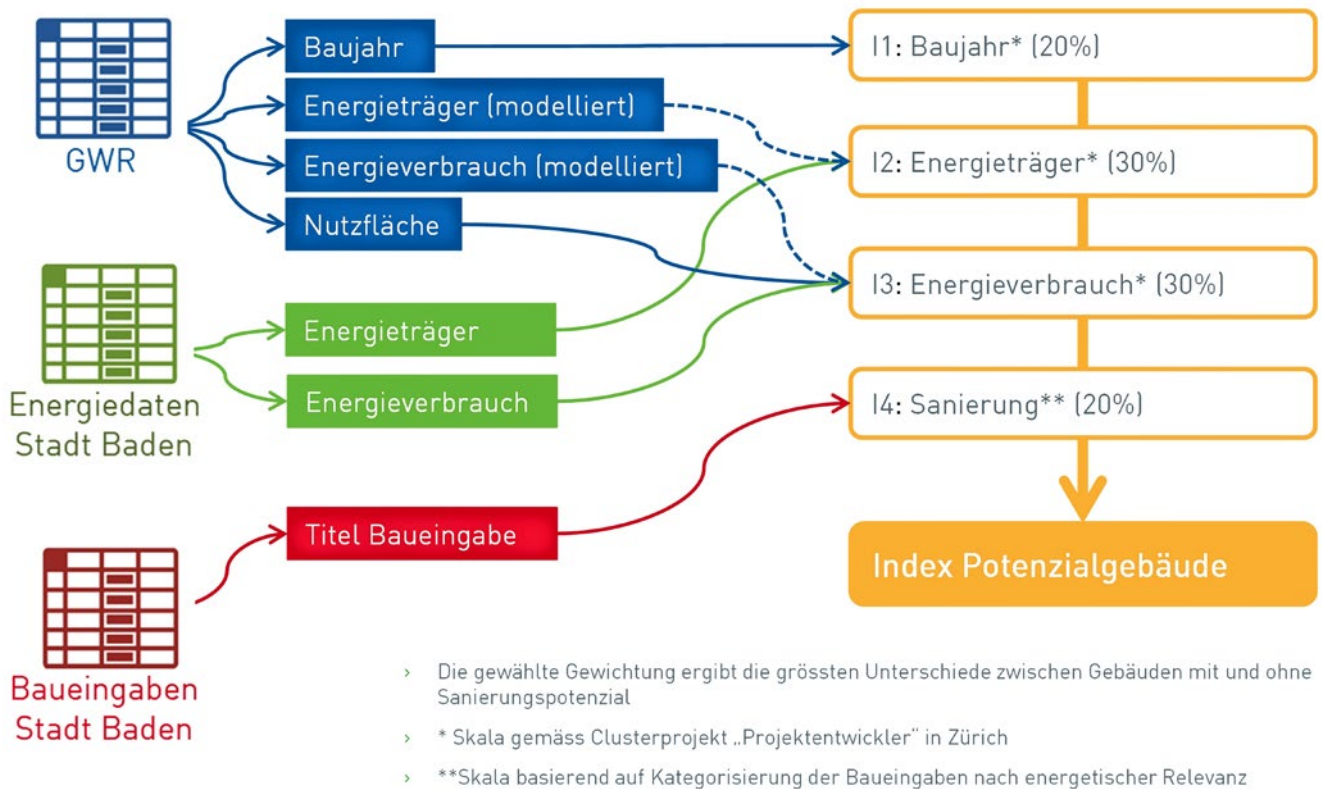 Baujahr
I1: Baujahr* (20%)
Energieträger (modelliert)
GWR
Energieverbrauch (modelliert)
I2: Energieträger* (30%)
Nutzfläche
I3: Energieverbrauch* (30%)
Energieträger
Energieverbrauch
Energiedaten
Stadt Baden
I4: Sanierung** (20%)
Titel Baueingabe
Index Potenzialgebäude
Baueingaben
Stadt Baden
› Die gewählte Gewichtung ergibt die grössten Unterschiede zwischen Gebäuden mit und ohne
Sanierungspotenzial
› * Skala gemäss Clusterprojekt „Projektentwickler“ in Zürich
› **Skala basierend auf Kategorisierung der Baueingaben nach energetischer Relevanz